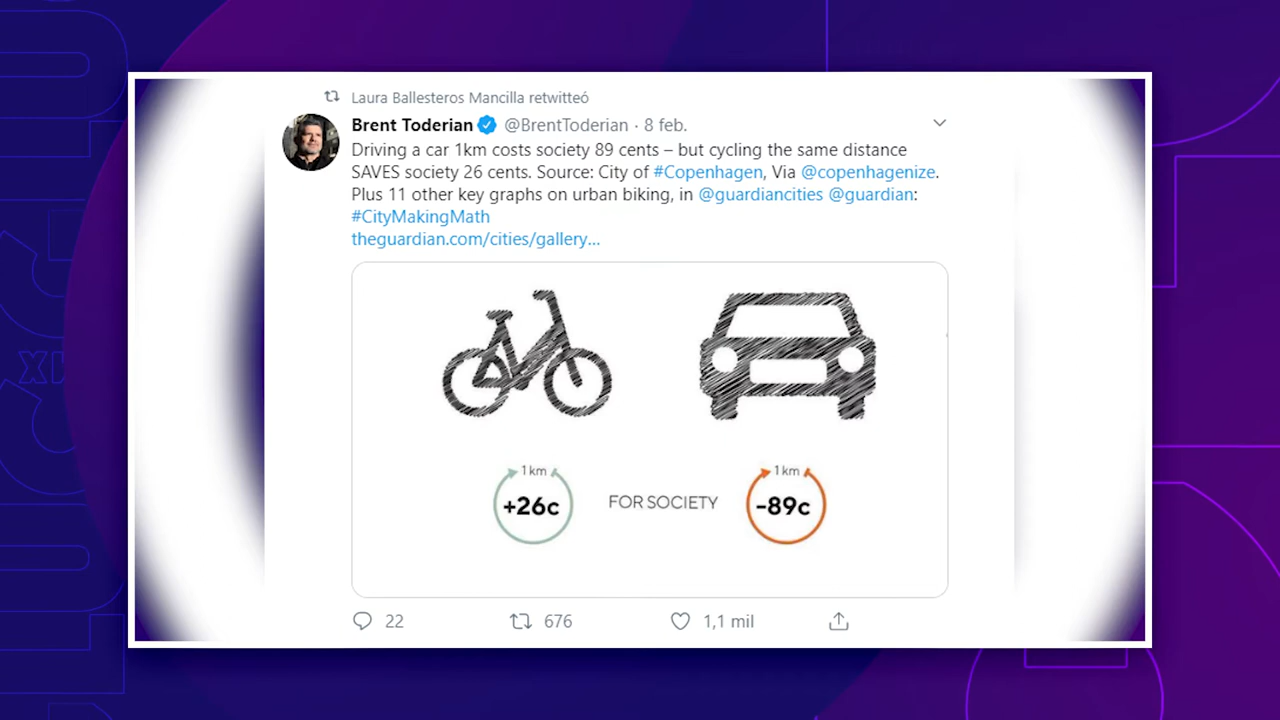 Laura Ballesteros Mancilla retwitteó
Brent Toderian @BrentToderian · 8 feb.
Driving a car 1km costs society 89 cents – but cycling the same distance
SAVES society 26 cents. Source: City of #Copenhagen, Via @copenhagenize.
Plus 11 other key graphs on urban biking, in @guardiancities @guardian:
#CityMakingMath
theguardian.com/cities/gallery...
1 km
+26c
FOR SOCIETY
1 km
-89c
22
676
1,1 mil